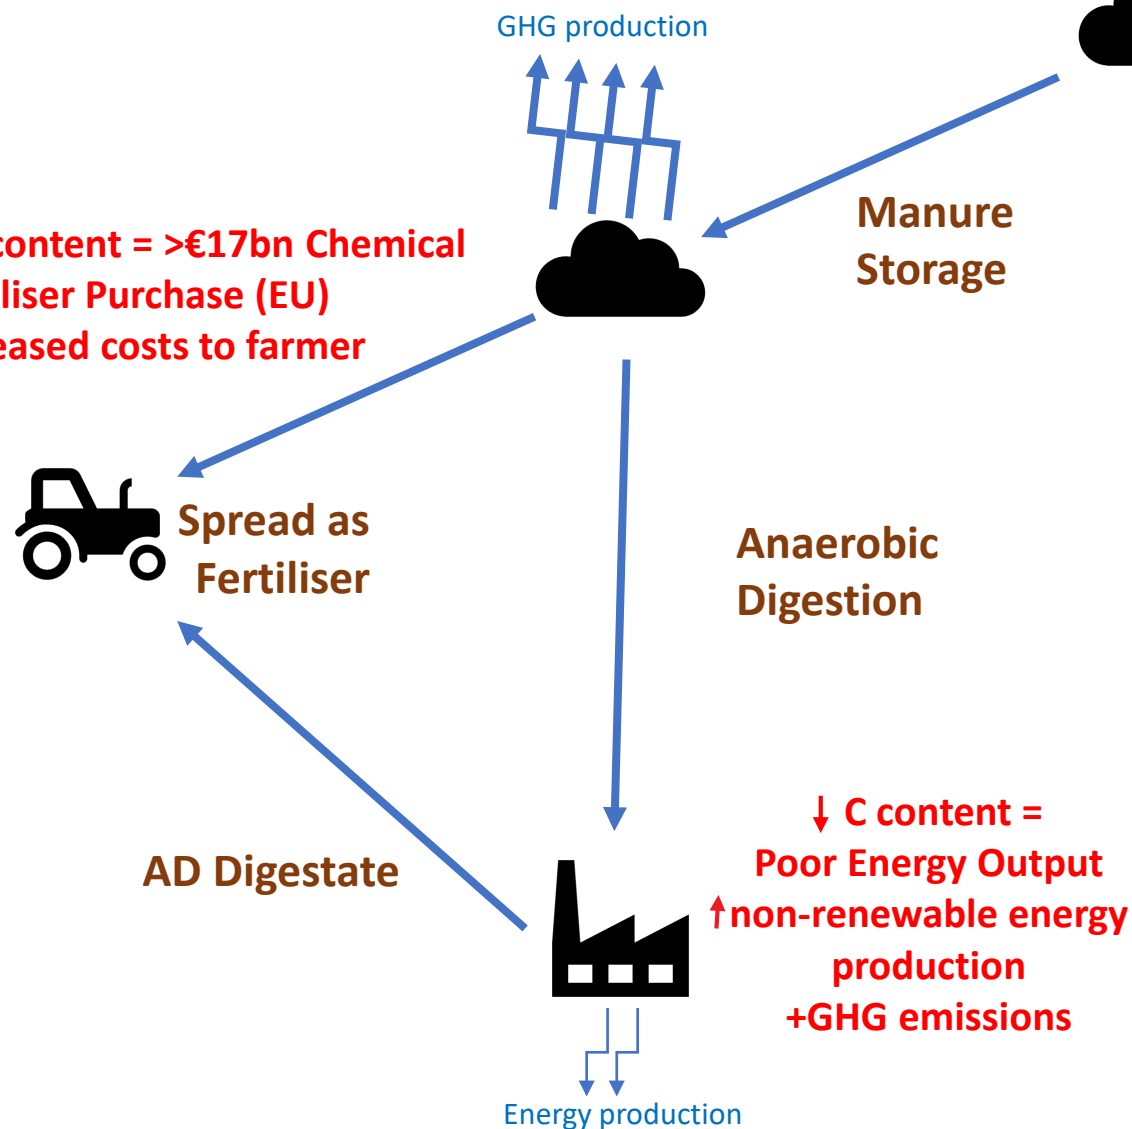 GHG production
Manure
Storage
content = >€17bn Chemical
liser Purchase (EU)
eased costs to farmer
Spread as
Fertiliser
Anaerobic
Digestion
AD Digestate
↓ C content =
Poor Energy Output
↑non-renewable energy
production
+GHG emissions
Energy production